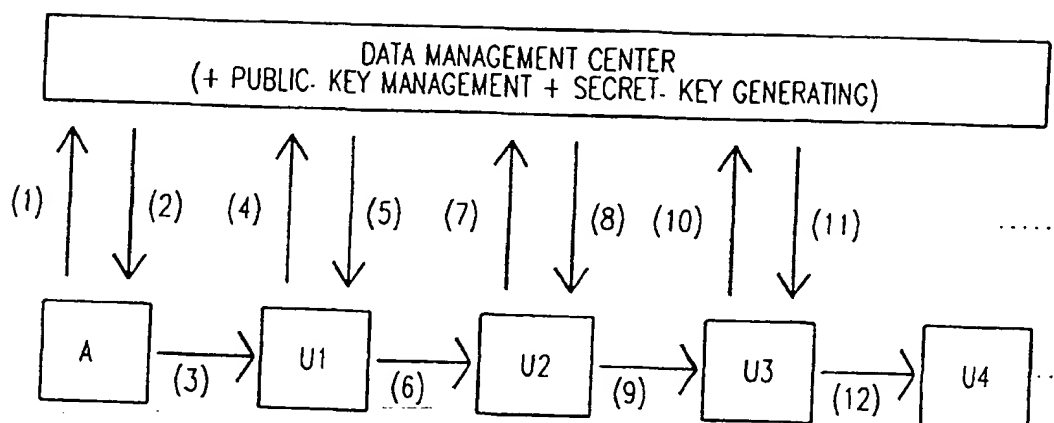 DATA MANAGEMENT CENTER
(+ PUBLIC- KEY MANAGEMENT + SECRET- KEY GENERATING)
(1) (2) (4) (5) (7) (8) (10) (11) .....
A U1 U2 U3 U4 ...
(3) (6) (9) (12)